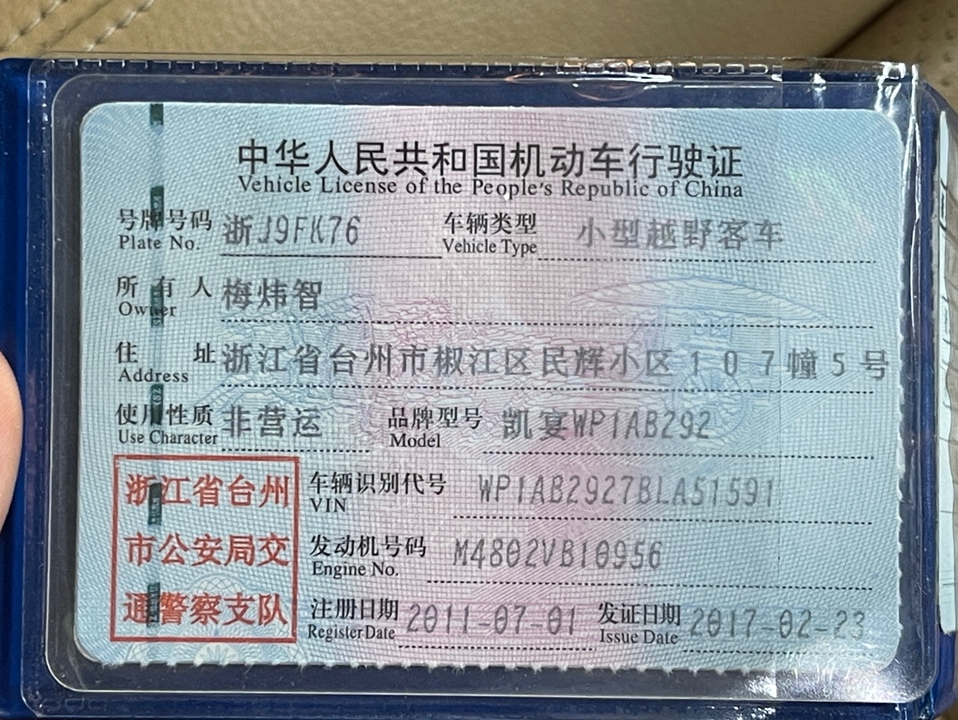 中华人民共和国机动车行驶证
Vehicle License of the People's Republic of China
号牌号码 浙J9FK76 车辆类型 小型越野客车
Plate No. Vehicle Type
所有人 梅炜智
Owner
住址 浙江省台州市椒江区民辉小区107幢5号
Address
使用性质 非营运 品牌型号 凯宴WP1AB292
Use Character Model
浙江省台州
市公安局交
通警察支队
车辆识别代号 WP1AB2927BLA51591
VIN
发动机号码 M4802VB10956
Engine No.
注册日期 2011-07-01 发证日期 2017-02-23
Register Date Issue Date